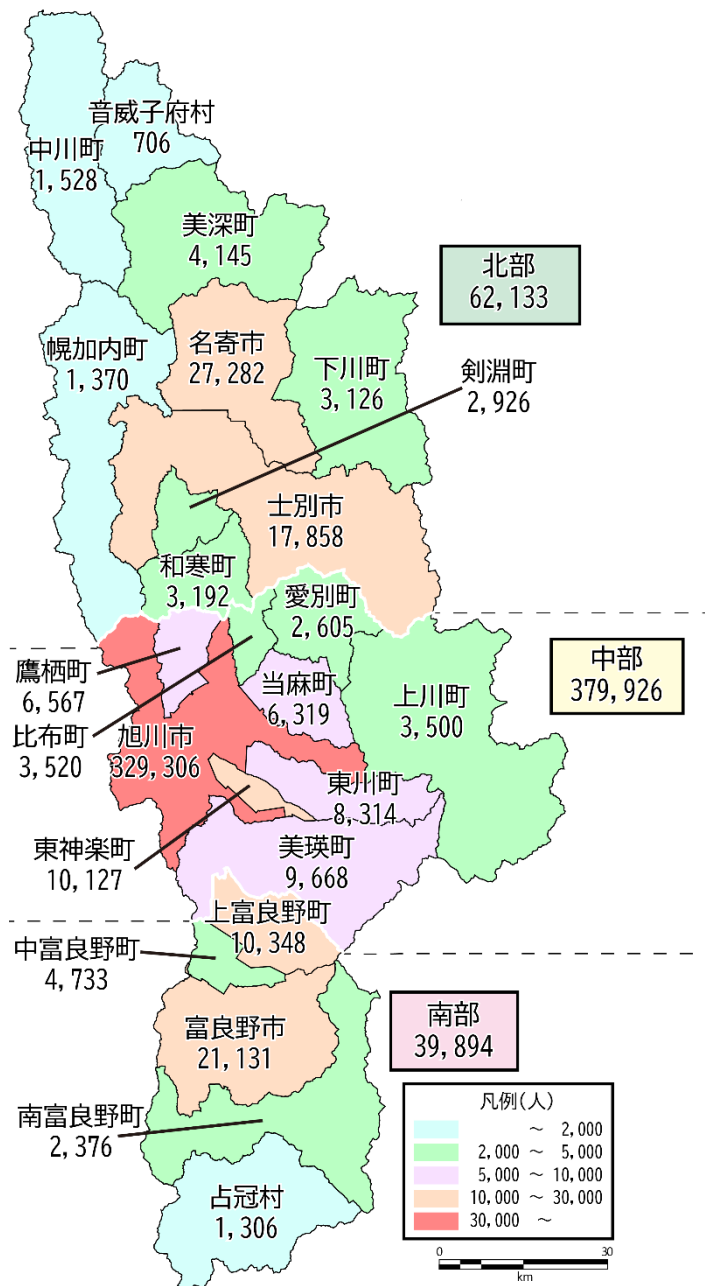 音威子府村
706
中川町
1,528
美深町
4,145
北部
62,133
幌加内町
1,370
名寄市
27,282
下川町
3,126
剣淵町
2,926
士別市
17,858
和寒町
3,192
愛別町
2,605
中部
379,926
鷹栖町
6,567
当麻町
6,319
上川町
3,500
比布町
3,520
旭川市
329,306
東川町
8,314
東神楽町
10,127
美瑛町
9,668
上富良野町
10,348
中富良野町
4,733
南部
39,894
富良野市
21,131
南富良野町
2,376
占冠村
1,306
凡例(人)
～ 2,000
2,000 ～ 5,000
5,000 ～ 10,000
10,000 ～ 30,000
30,000 ～
0 30
km